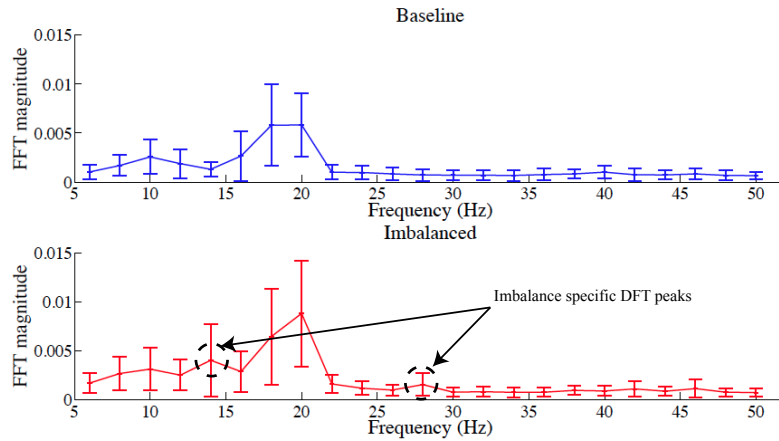 Baseline
FFT magnitude
0.015
0.01
0.005
0
5 10 15 20 25 30 35 40 45 50
Frequency (Hz)
Imbalanced
FFT magnitude
0.015
0.01
0.005
0
Imbalance specific DFT peaks
5 10 15 20 25 30 35 40 45 50
Frequency (Hz)